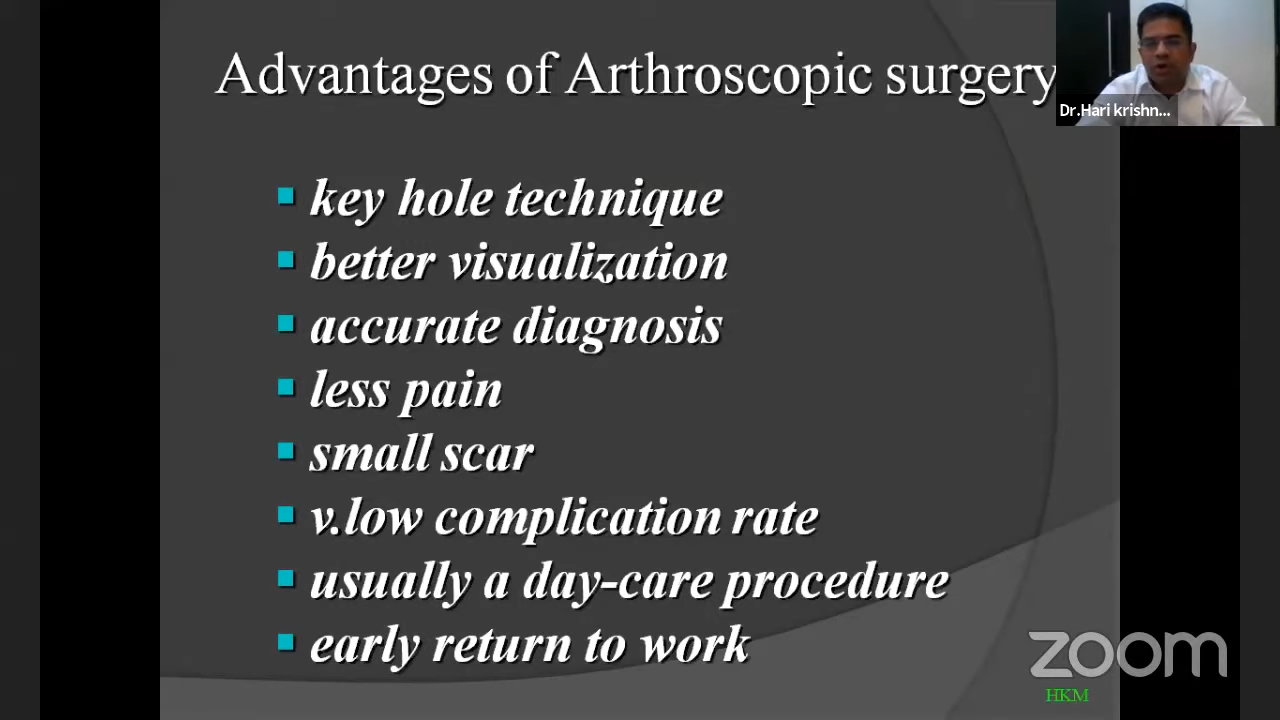 Advantages of Arthroscopic surgery
Dr.Hari krishn...
key hole technique
better visualization
accurate diagnosis
less pain
small scar
v.low complication rate
usually a day-care procedure
early return to work
zoom
HKM